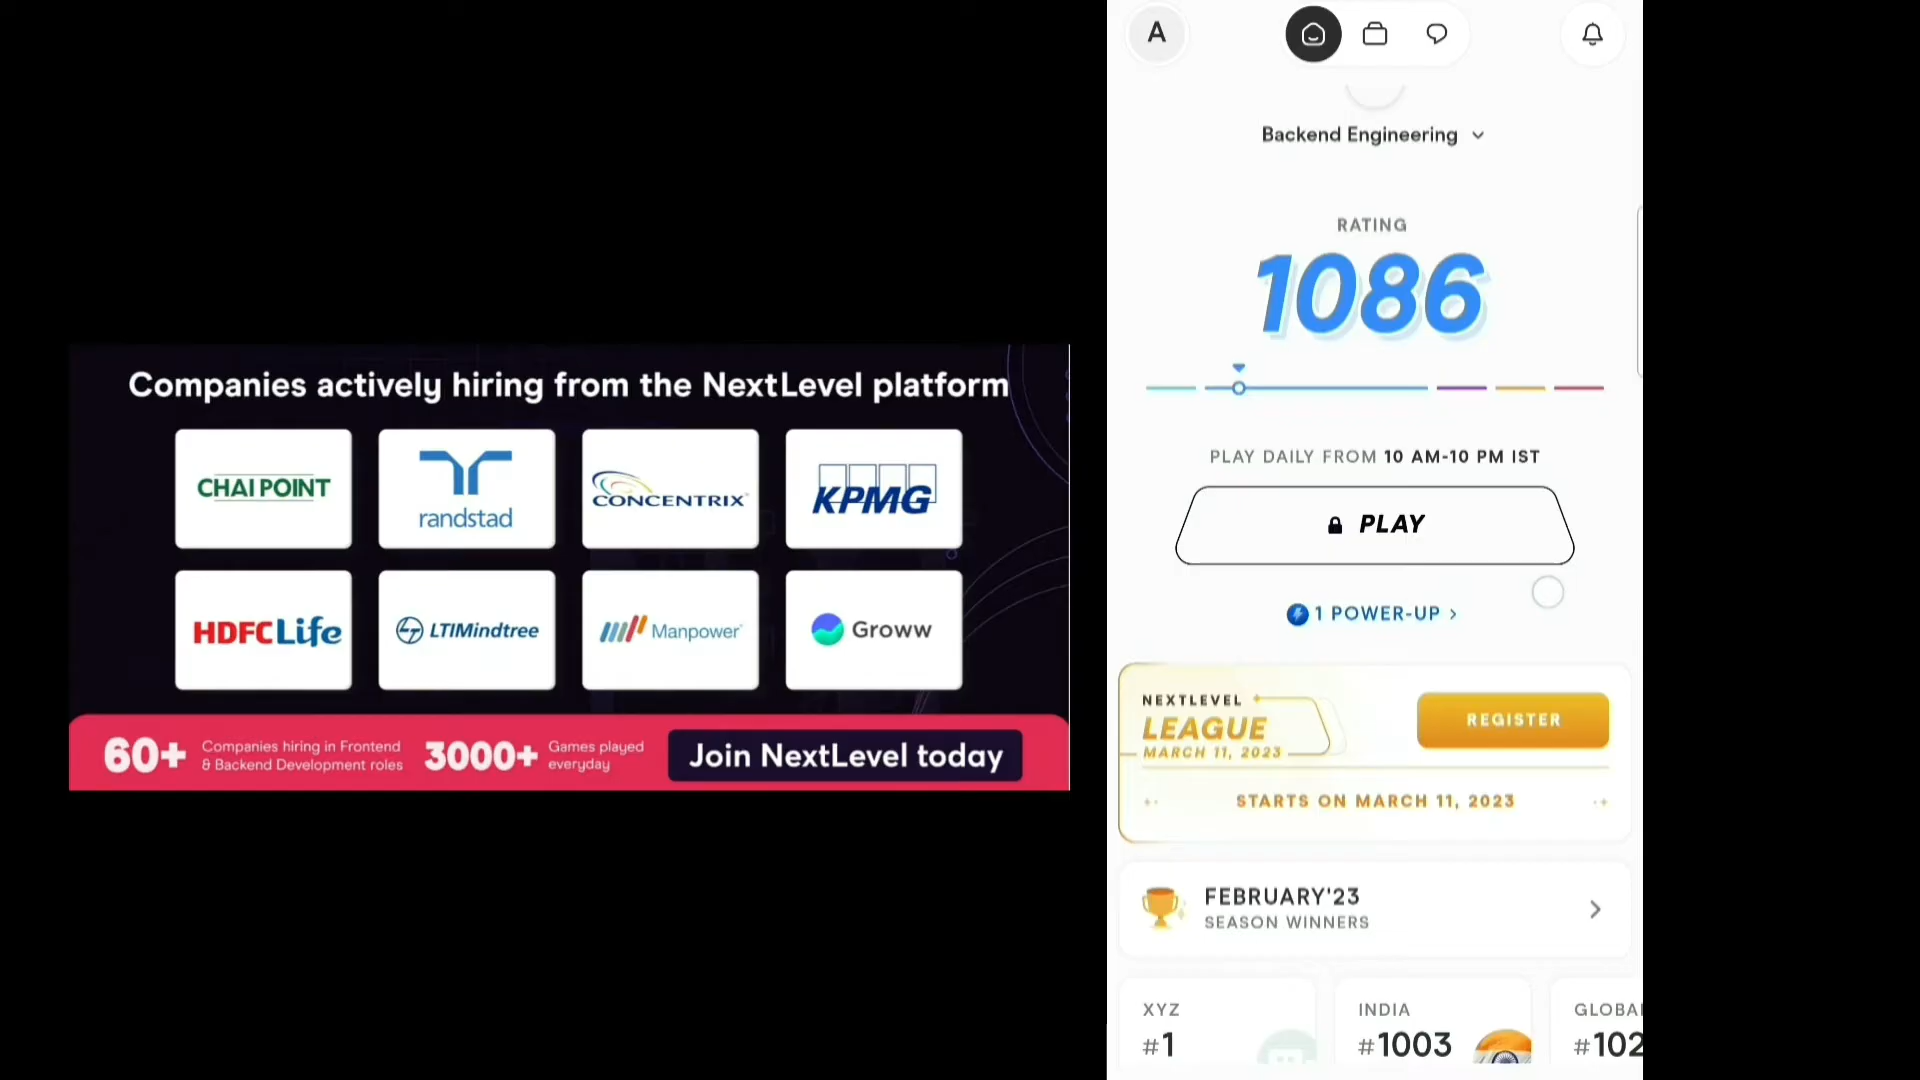 Companies actively hiring from the NextLevel platform
CHAI POINT
randstad
CONCENTRIX
KPMG
HDFC Life
LTIMindtree
Manpower
Groww
60+
Companies hiring in Frontend
& Backend Development roles
3000+
Games played
everyday
Join NextLevel today
A
Backend Engineering
RATING
1086
PLAY DAILY FROM 10 AM-10 PM IST
PLAY
1 POWER-UP >
NEXTLEVEL
LEAGUE
MARCH 11, 2023
REGISTER
STARTS ON MARCH 11, 2023
FEBRUARY'23
SEASON WINNERS
XYZ
#1
INDIA
#1003
GLOBA
#102